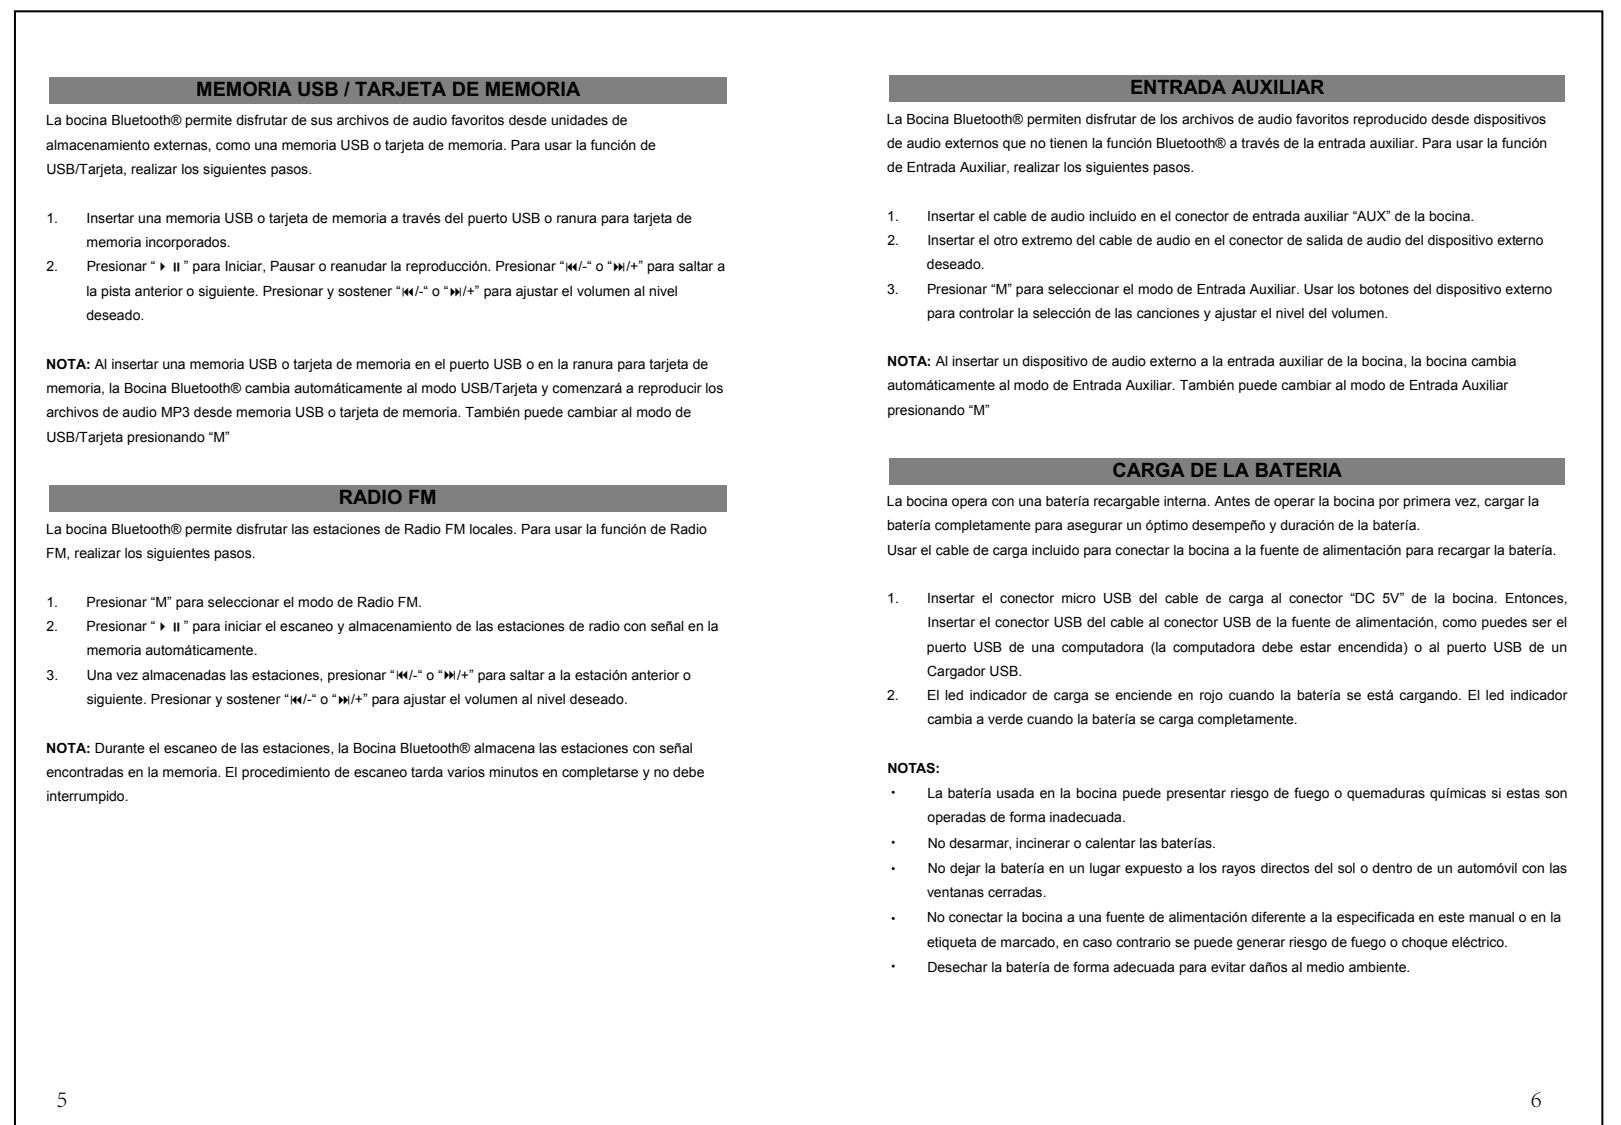 MEMORIA USB / TARJETA DE MEMORIA
La bocina Bluetooth® permite disfrutar de sus archivos de audio favoritos desde unidades de
almacenamiento externas, como una memoria USB o tarjeta de memoria. Para usar la función de
USB/Tarjeta, realizar los siguientes pasos.
1. Insertar una memoria USB o tarjeta de memoria a través del puerto USB o ranura para tarjeta de
memoria incorporados.
2. Presionar “⏵⏸” para Iniciar, Pausar o reanudar la reproducción. Presionar “⏮/-“ o “⏭/+” para saltar a
la pista anterior o siguiente. Presionar y sostener “⏮/-“ o “⏭/+” para ajustar el volumen al nivel
deseado.
NOTA: Al insertar una memoria USB o tarjeta de memoria en el puerto USB o en la ranura para tarjeta de
memoria, la Bocina Bluetooth® cambia automáticamente al modo USB/Tarjeta y comenzará a reproducir los
archivos de audio MP3 desde memoria USB o tarjeta de memoria. También puede cambiar al modo de
USB/Tarjeta presionando “M”
RADIO FM
La bocina Bluetooth® permite disfrutar las estaciones de Radio FM locales. Para usar la función de Radio
FM, realizar los siguientes pasos.
1. Presionar “M” para seleccionar el modo de Radio FM.
2. Presionar “⏵⏸” para iniciar el escaneo y almacenamiento de las estaciones de radio con señal en la
memoria automáticamente.
3. Una vez almacenadas las estaciones, presionar “⏮/-“ o “⏭/+” para saltar a la estación anterior o
siguiente. Presionar y sostener “⏮/-“ o “⏭/+” para ajustar el volumen al nivel deseado.
NOTA: Durante el escaneo de las estaciones, la Bocina Bluetooth® almacena las estaciones con señal
encontradas en la memoria. El procedimiento de escaneo tarda varios minutos en completarse y no debe
interrumpido.
5
ENTRADA AUXILIAR
La Bocina Bluetooth® permiten disfrutar de los archivos de audio favoritos reproducido desde dispositivos
de audio externos que no tienen la función Bluetooth® a través de la entrada auxiliar. Para usar la función
de Entrada Auxiliar, realizar los siguientes pasos.
1. Insertar el cable de audio incluido en el conector de entrada auxiliar “AUX” de la bocina.
2. Insertar el otro extremo del cable de audio en el conector de salida de audio del dispositivo externo
deseado.
3. Presionar “M” para seleccionar el modo de Entrada Auxiliar. Usar los botones del dispositivo externo
para controlar la selección de las canciones y ajustar el nivel del volumen.
NOTA: Al insertar un dispositivo de audio externo a la entrada auxiliar de la bocina, la bocina cambia
automáticamente al modo de Entrada Auxiliar. También puede cambiar al modo de Entrada Auxiliar
presionando “M”
CARGA DE LA BATERIA
La bocina opera con una batería recargable interna. Antes de operar la bocina por primera vez, cargar la
batería completamente para asegurar un óptimo desempeño y duración de la batería.
Usar el cable de carga incluido para conectar la bocina a la fuente de alimentación para recargar la batería.
1. Insertar el conector micro USB del cable de carga al conector “DC 5V” de la bocina. Entonces,
Insertar el conector USB del cable al conector USB de la fuente de alimentación, como puedes ser el
puerto USB de una computadora (la computadora debe estar encendida) o al puerto USB de un
Cargador USB.
2. El led indicador de carga se enciende en rojo cuando la batería se está cargando. El led indicador
cambia a verde cuando la batería se carga completamente.
NOTAS:
• La batería usada en la bocina puede presentar riesgo de fuego o quemaduras químicas si estas son
operadas de forma inadecuada.
• No desarmar, incinerar o calentar las baterías.
• No dejar la batería en un lugar expuesto a los rayos directos del sol o dentro de un automóvil con las
ventanas cerradas.
• No conectar la bocina a una fuente de alimentación diferente a la especificada en este manual o en la
etiqueta de marcado, en caso contrario se puede generar riesgo de fuego o choque eléctrico.
• Desechar la batería de forma adecuada para evitar daños al medio ambiente.
6